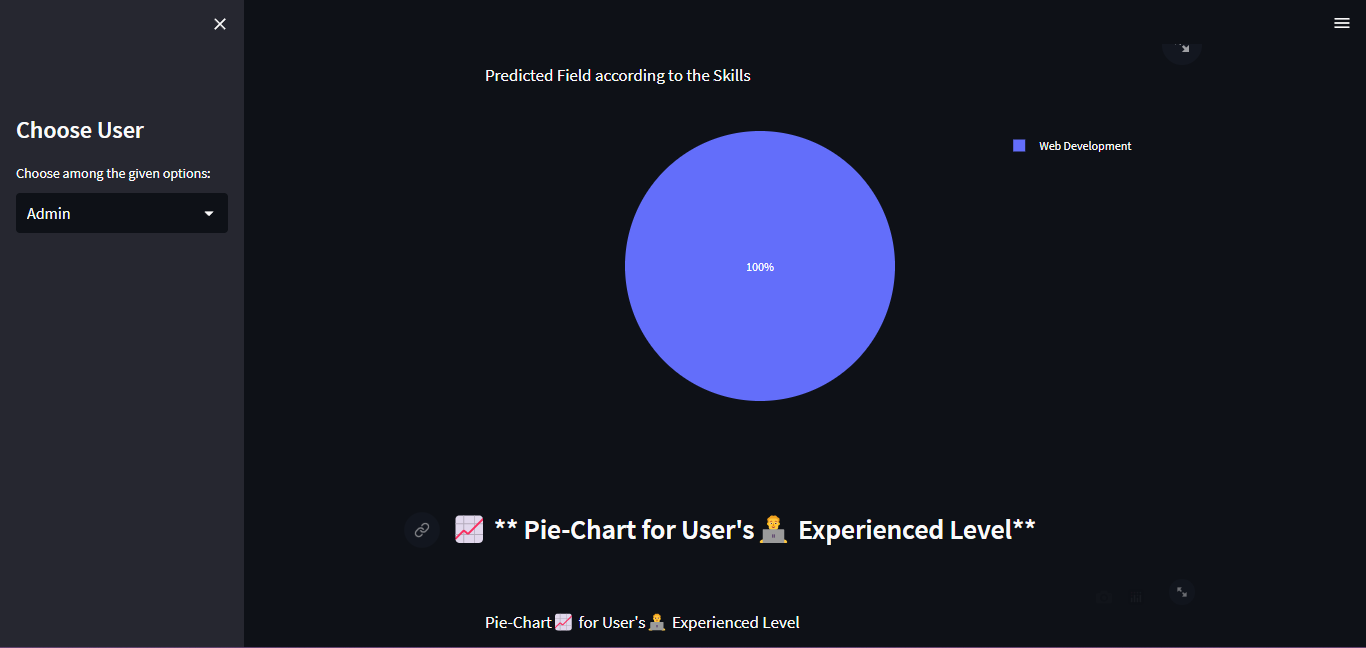 Choose User
Choose among the given options:
Admin
Predicted Field according to the Skills
Web Development
100%
** Pie-Chart for User's Experienced Level**
Pie-Chart for User's Experienced Level